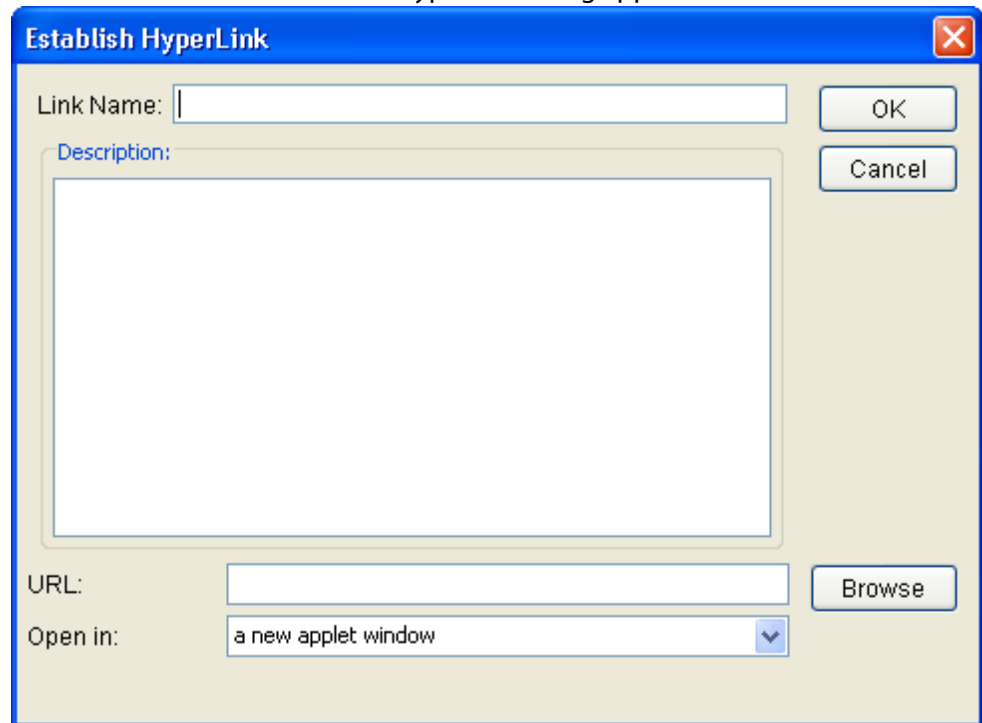 Establish HyperLink
Link Name:
OK
Description:
Cancel
URL:
Browse
Open in:
a new applet window